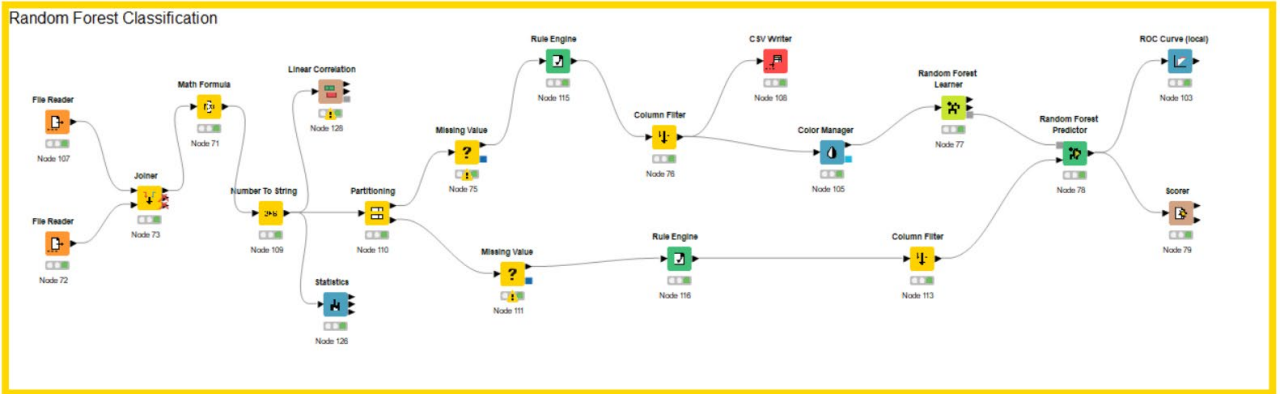 Random Forest Classification
File Reader
Node 107
File Reader
Node 72
Joiner
Node 73
Math Formula
Node 71
Number To String
Node 109
Linear Correlation
Node 128
Statistics
Node 126
Partitioning
Node 110
Missing Value
Node 75
Missing Value
Node 111
Rule Engine
Node 115
Rule Engine
Node 116
Column Filter
Node 76
CSV Writer
Node 108
Color Manager
Node 105
Column Filter
Node 113
Random Forest
Learner
Node 77
Random Forest
Predictor
Node 78
ROC Curve (local)
Node 103
Scorer
Node 79